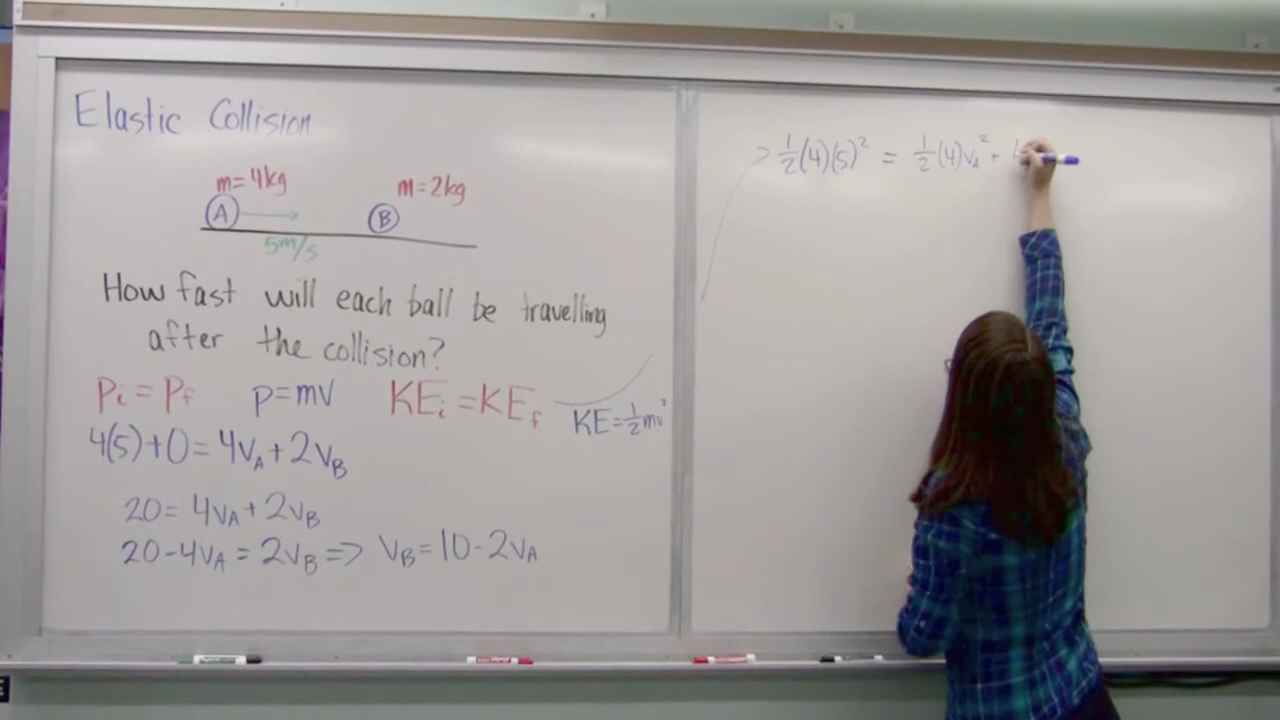 Elastic Collision
m=4kg
m=2kg
A
B
5m/s
How fast will each ball be travelling
after the collision?
Pi = Pf p=mv KEi = KEf
KE=½mv²
4(5)+0=4vA+2vB
20=4vA+2vB
20-4vA=2vB=> vB=10-2vA
½(4)(5)² = ½(4)vA² +
E